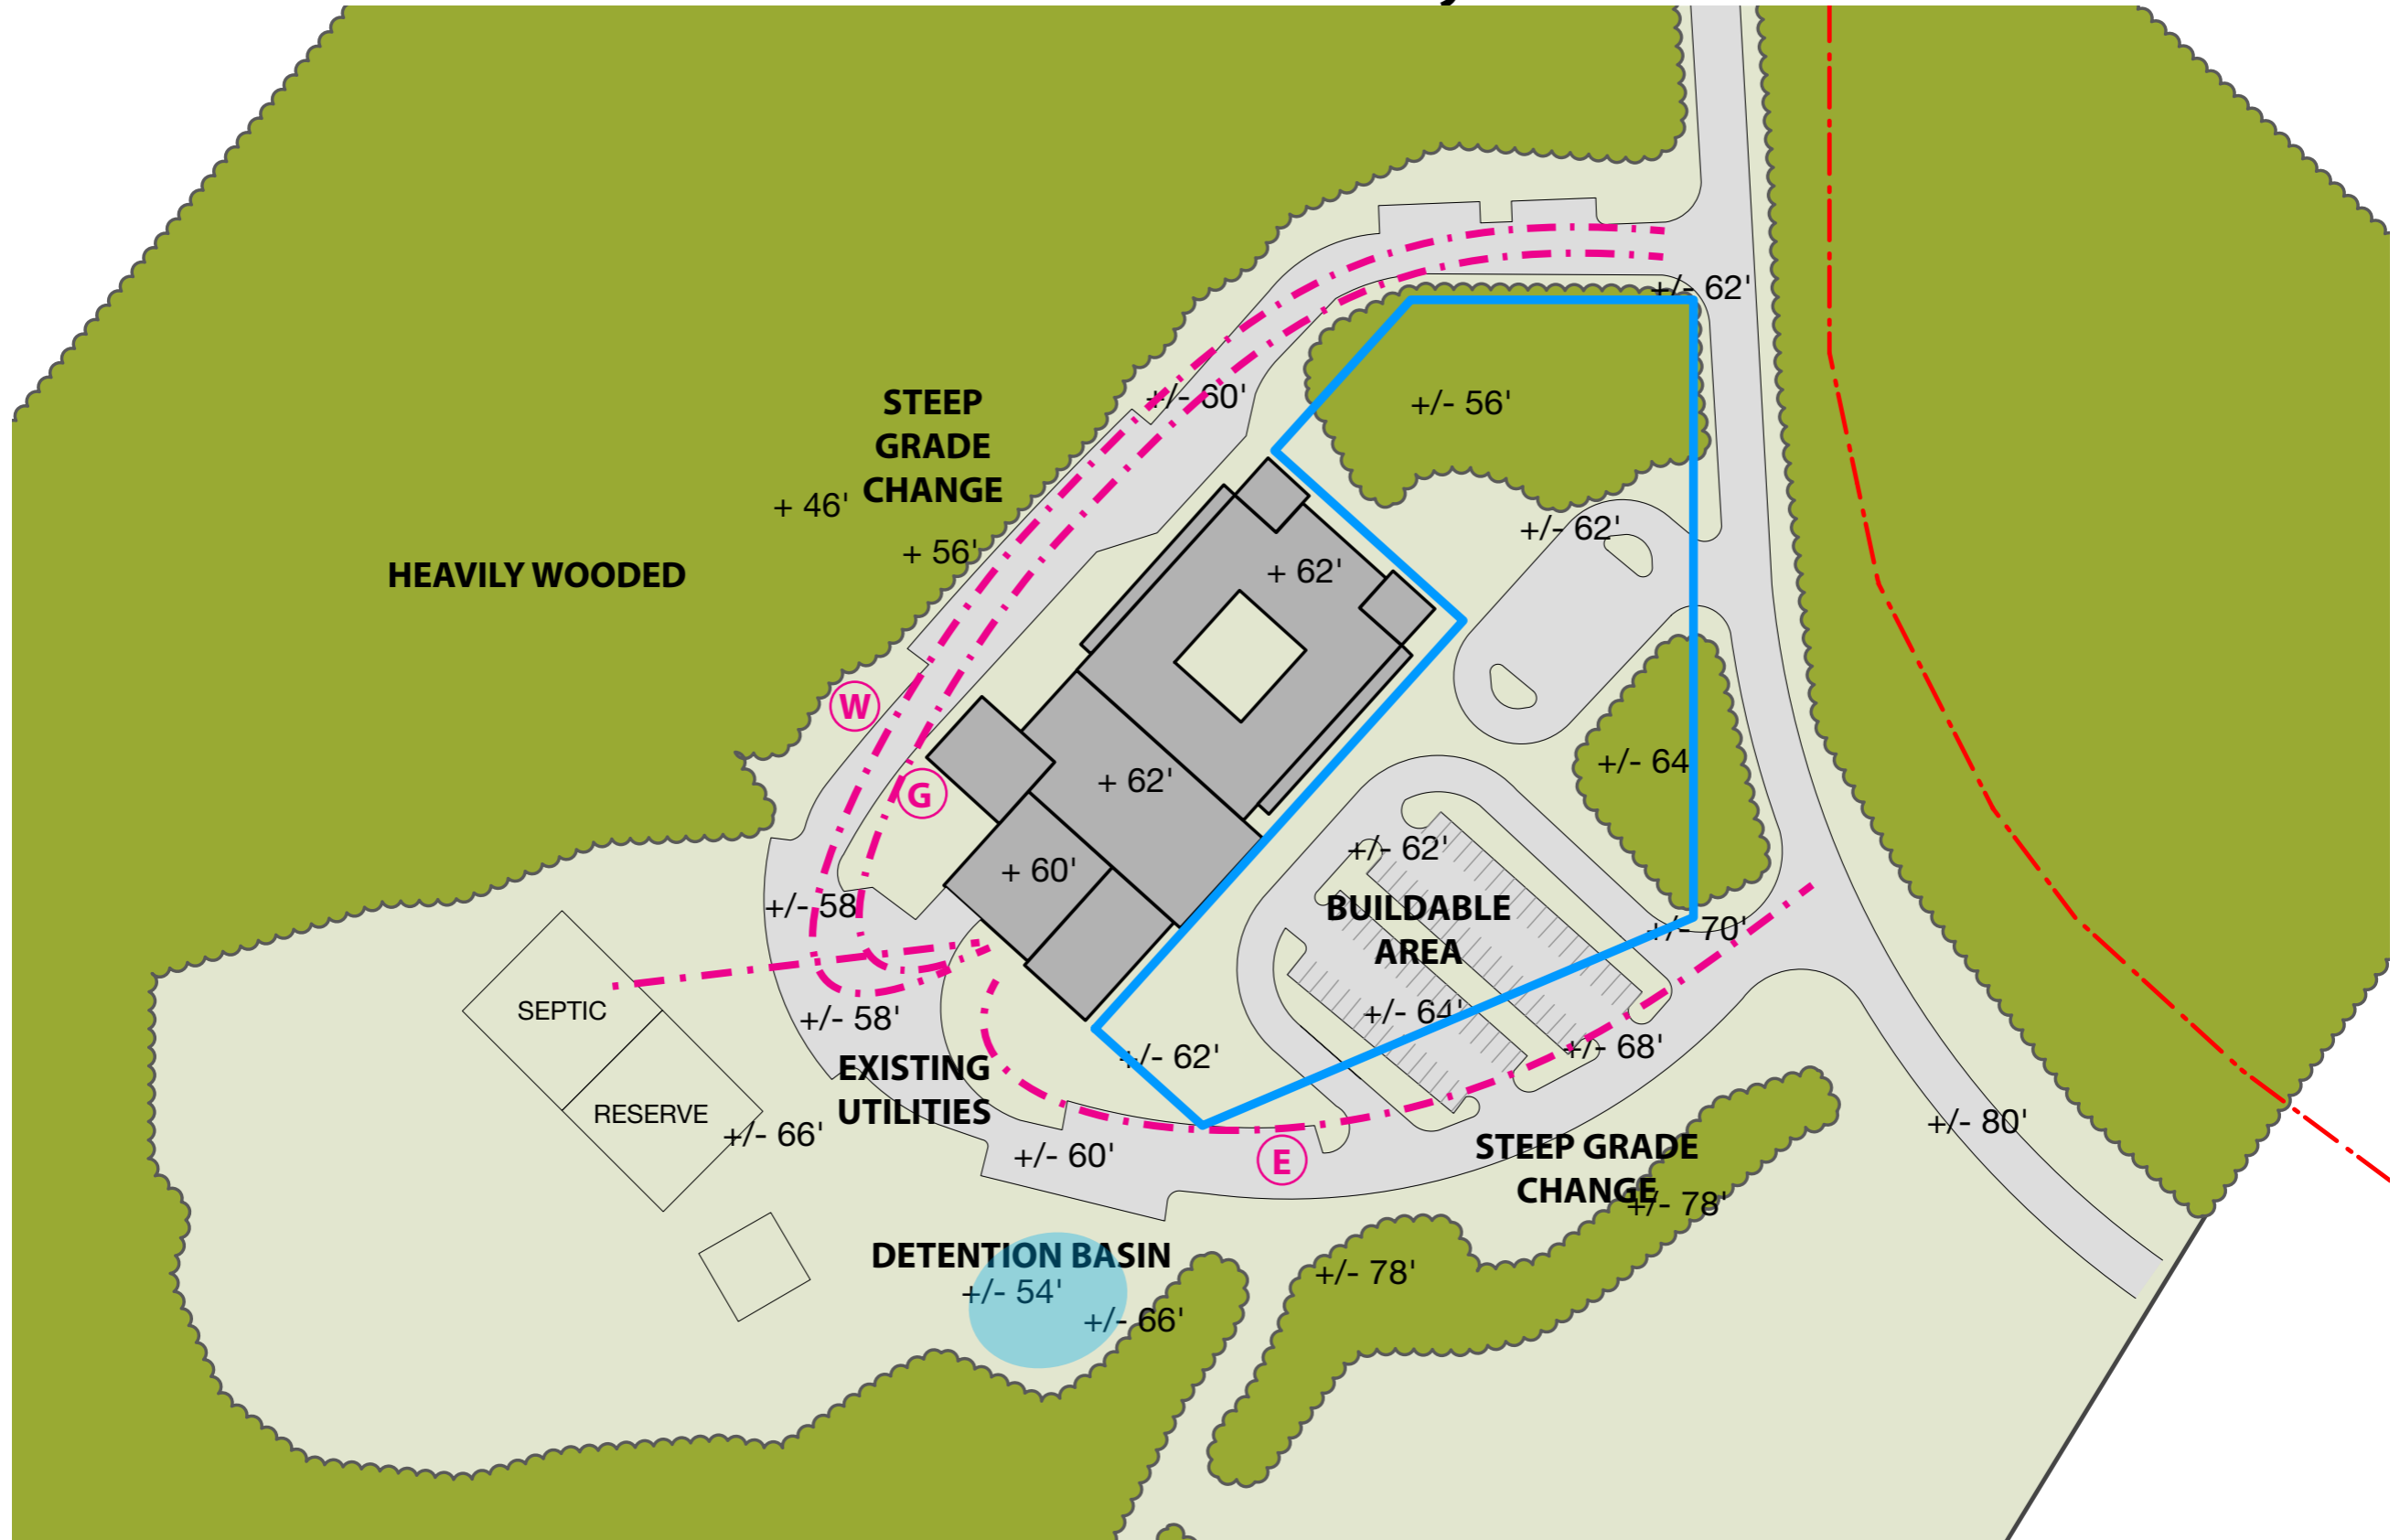 +/- 62'
+/- 60'
+/- 56'
STEEP
GRADE
CHANGE
+ 46'
+ 56'
HEAVILY WOODED
+/- 62'
+ 62'
W
G
+ 62'
+/- 64
+/- 62'
+ 60'
BUILDABLE
AREA
+/- 58
+/- 70'
+/- 64'
SEPTIC
+/- 58'
+/- 68'
+/- 62'
EXISTING
UTILITIES
RESERVE
+/- 66'
+/- 60'
E
+/- 80'
STEEP GRADE
CHANGE
+/- 78'
DETENTION BASIN
+/- 54'
+/- 66'
+/- 78'